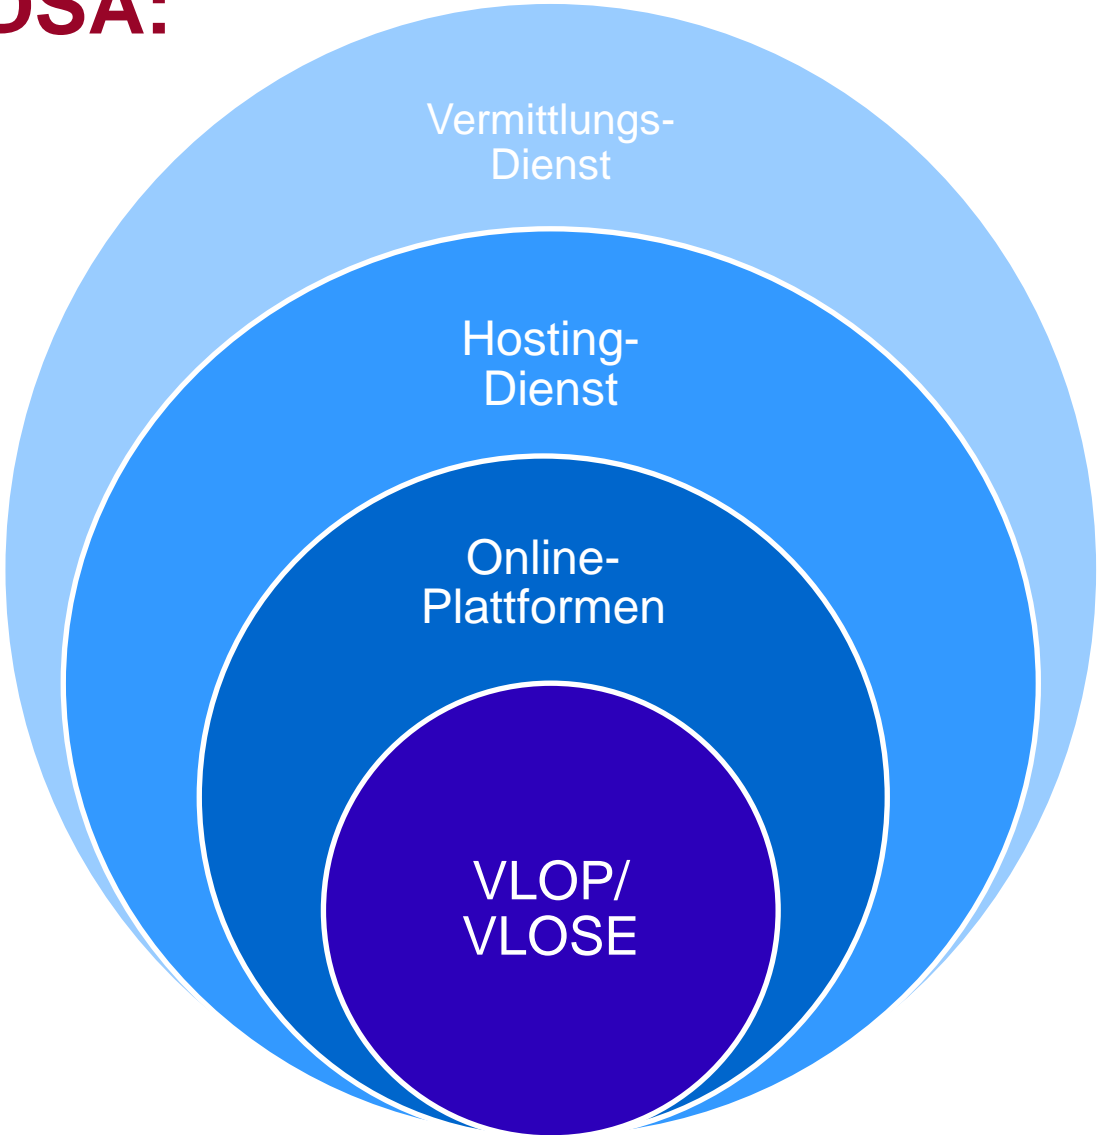 DSA:
Vermittlungs-
Dienst
Hosting-
Dienst
Online-
Plattformen
VLOP/
VLOSE